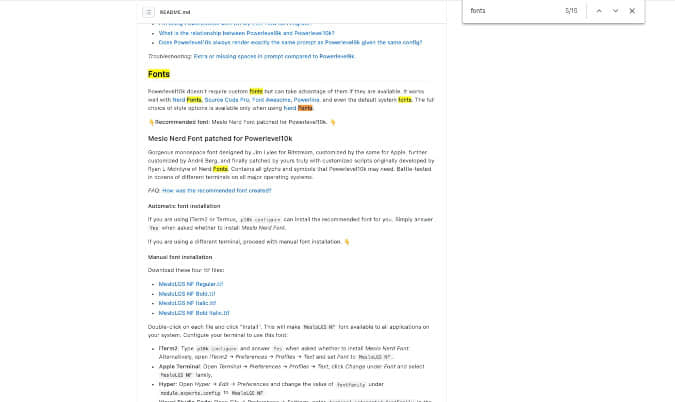 README.md
fonts
5/15
What is the relationship between Powerlevel9k and Powerlevel10k?
Does Powerlevel10k always render exactly the same prompt as Powerlevel9k given the same config?
Troubleshooting: Extra or missing spaces in prompt compared to Powerlevel9k.
Fonts
Powerlevel10k doesn't require custom fonts but can take advantage of them if they are available. It works
well with Nerd Fonts, Source Code Pro, Font Awesome, Powerline, and even the default system fonts. The full
choice of style options is available only when using Nerd Fonts.
👇 Recommended font: Meslo Nerd Font patched for Powerlevel10k. 👇
Meslo Nerd Font patched for Powerlevel10k
Gorgeous monospace font designed by Jim Lyles for Bitstream, customized by the same for Apple, further
customized by André Berg, and finally patched by yours truly with customized scripts originally developed by
Ryan L McIntyre of Nerd Fonts. Contains all glyphs and symbols that Powerlevel10k may need. Battle-tested
in dozens of different terminals on all major operating systems.
FAQ: How was the recommended font created?
Automatic font installation
If you are using iTerm2 or Termux, p10k configure can install the recommended font for you. Simply answer
Yes when asked whether to install Meslo Nerd Font.
If you are using a different terminal, proceed with manual font installation. 👇
Manual font installation
Download these four ttf files:
MesloLGS NF Regular.ttf
MesloLGS NF Bold.ttf
MesloLGS NF Italic.ttf
MesloLGS NF Bold Italic.ttf
Double-click on each file and click "Install". This will make MesloLGS NF font available to all applications on
your system. Configure your terminal to use this font:
iTerm2: Type p10k configure and answer Yes when asked whether to install Meslo Nerd Font.
Alternatively, open iTerm2 → Preferences → Profiles → Text and set Font to MesloLGS NF.
Apple Terminal: Open Terminal → Preferences → Profiles → Text, click Change under Font and select
MesloLGS NF family.
Hyper: Open Hyper → Edit → Preferences and change the value of fontFamily under
module.exports.config to MesloLGS NF.